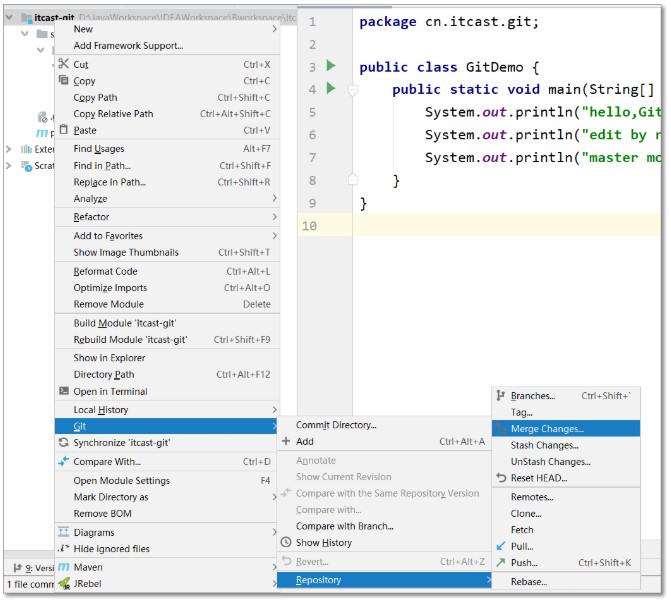 itcast-git D:\JavaWorkspace\IDEAWorkspace\Bworkspace\itc
New
Add Framework Support...
Cut Ctrl+X
Copy Ctrl+C
Copy Path Ctrl+Shift+C
Copy Relative Path Ctrl+Alt+Shift+C
Paste Ctrl+V
Find Usages Alt+F7
Find in Path... Ctrl+Shift+F
Replace in Path... Ctrl+Shift+R
Analyze
Refactor
Add to Favorites
Show Image Thumbnails Ctrl+Shift+T
Reformat Code Ctrl+Alt+L
Optimize Imports Ctrl+Alt+O
Remove Module Delete
Build Module 'itcast-git'
Rebuild Module 'itcast-git' Ctrl+Shift+F9
Show in Explorer
Directory Path Ctrl+Alt+F12
Open in Terminal
Local History
Git
Synchronize 'itcast-git'
Compare With... Ctrl+D
Open Module Settings F4
Mark Directory as
Remove BOM
Diagrams
Hide ignored files
Maven
JRebel
Exter
Scrat
9: Versi
1 file comm
Commit Directory...
Add Ctrl+Alt+A
Annotate
Show Current Revision
Compare with the Same Repository Version
Compare with...
Compare with Branch...
Show History
Revert... Ctrl+Alt+Z
Repository
Branches... Ctrl+Shift+`
Tag...
Merge Changes...
Stash Changes...
UnStash Changes...
Reset HEAD...
Remotes...
Clone...
Fetch
Pull...
Push... Ctrl+Shift+K
Rebase...
1 package cn.itcast.git;
2
3 public class GitDemo {
4 public static void main(String[]
5 System.out.println("hello,Git
6 System.out.println("edit by r
7 System.out.println("master mo
8 }
9 }
10